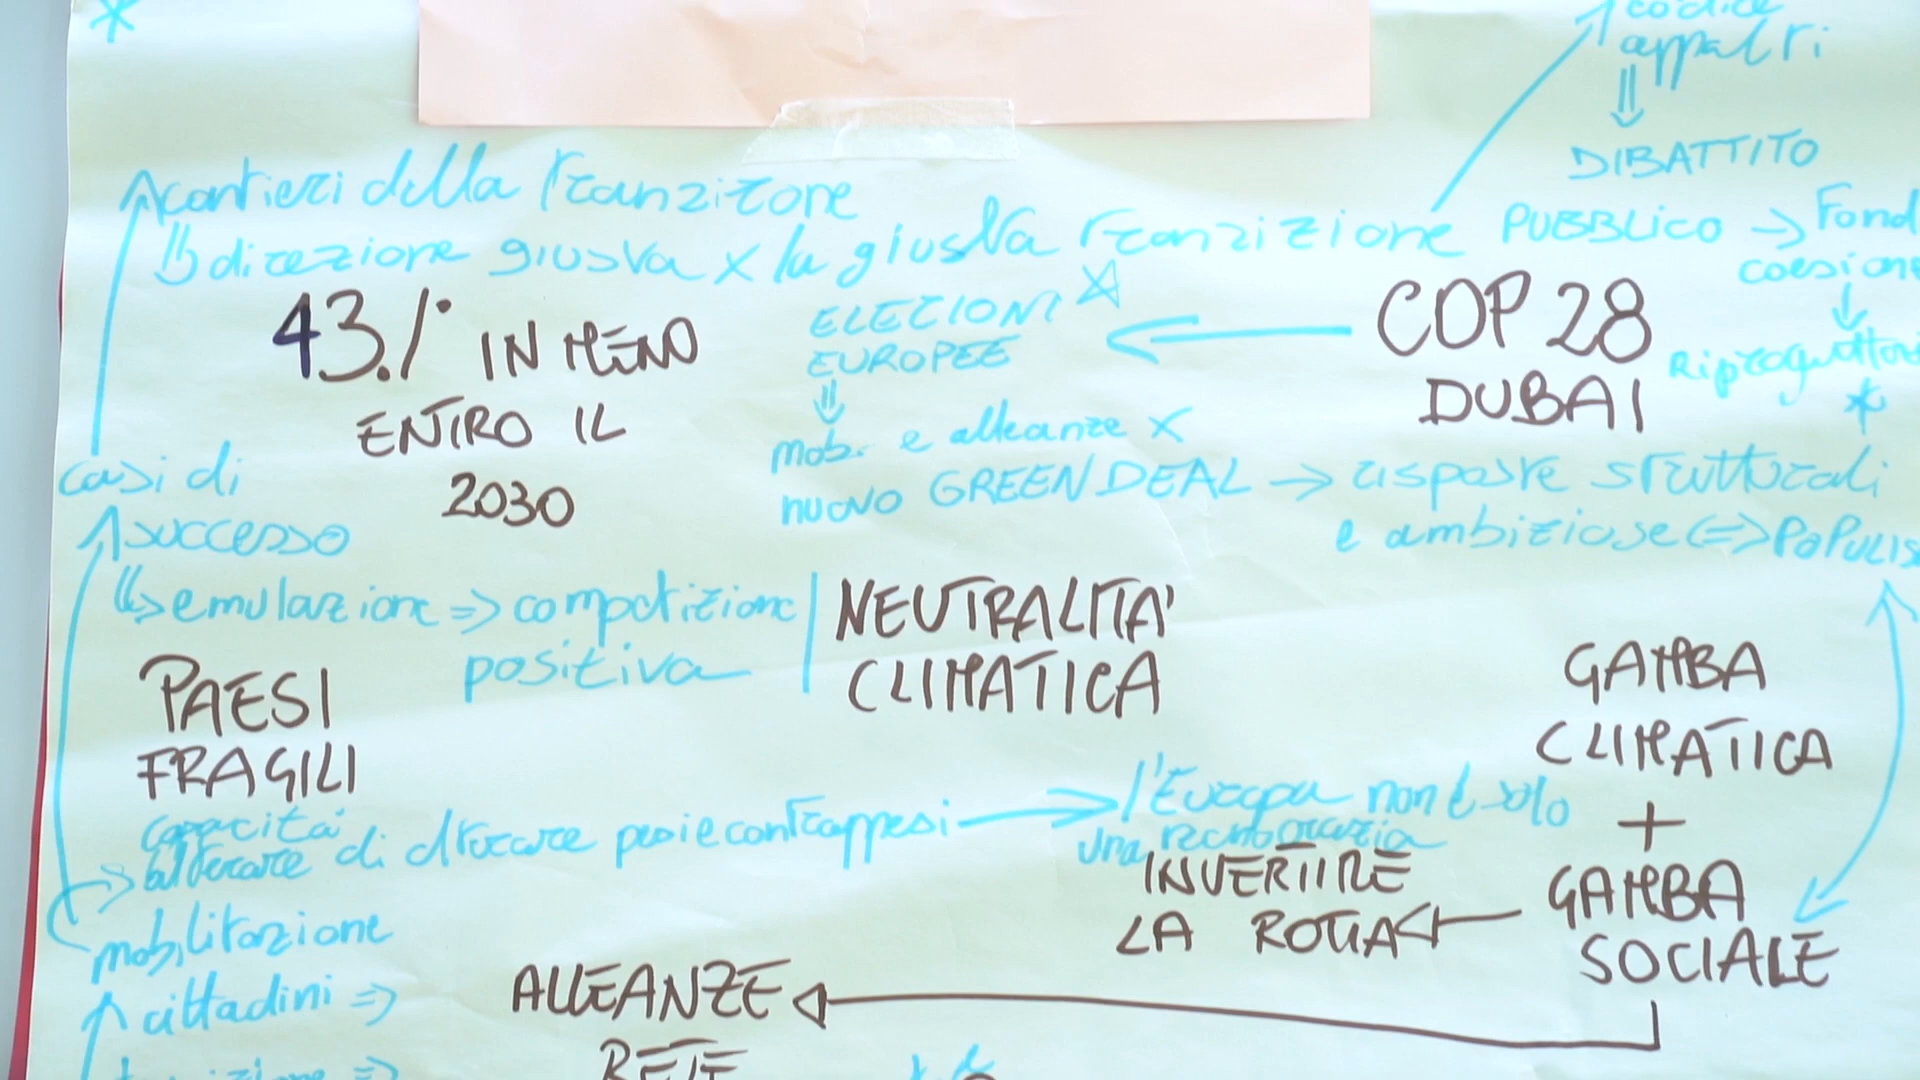 codice
appalti
DIBATTITO
PUBBLICO → Fond
coesione
cantieri della transizione
direzione giusta x la giusta transizione
43% IN MENO
ENTRO IL
2030
ELEZIONI
EUROPEE
COP 28
DUBAI
mob. e alleanze x
nuovo GREEN DEAL → risposte strutturali
e ambiziose <=> POPULIS
casi di
successo
emulazione => competizione
positiva
NEUTRALITA'
CLIMATICA
PAESI
FRAGILI
GAMBA
CLIMATICA
+
GAMBA
SOCIALE
capacità
di attivare pesi e contrappesi → l'Europa non è solo
una tecnocrazia
INVERTIRE
LA ROTTA
mobilitazione
cittadini =>
ALLEANZE
RETE